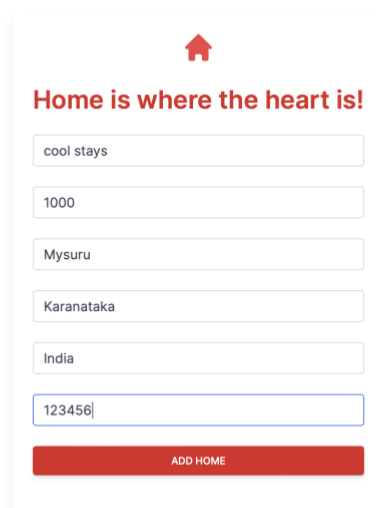 Home is where the heart is!
cool stays
1000
Mysuru
Karanataka
India
123456
ADD HOME